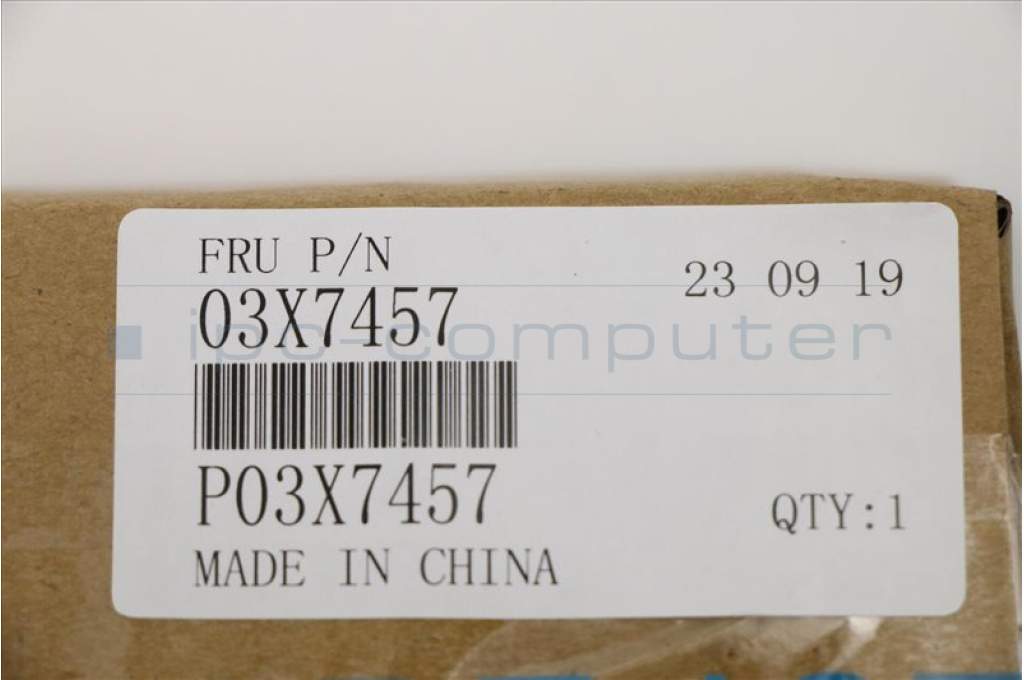 FRU P/N
23 09 19
03X7457
ipc-computer
P03X7457
QTY:1
MADE IN CHINA